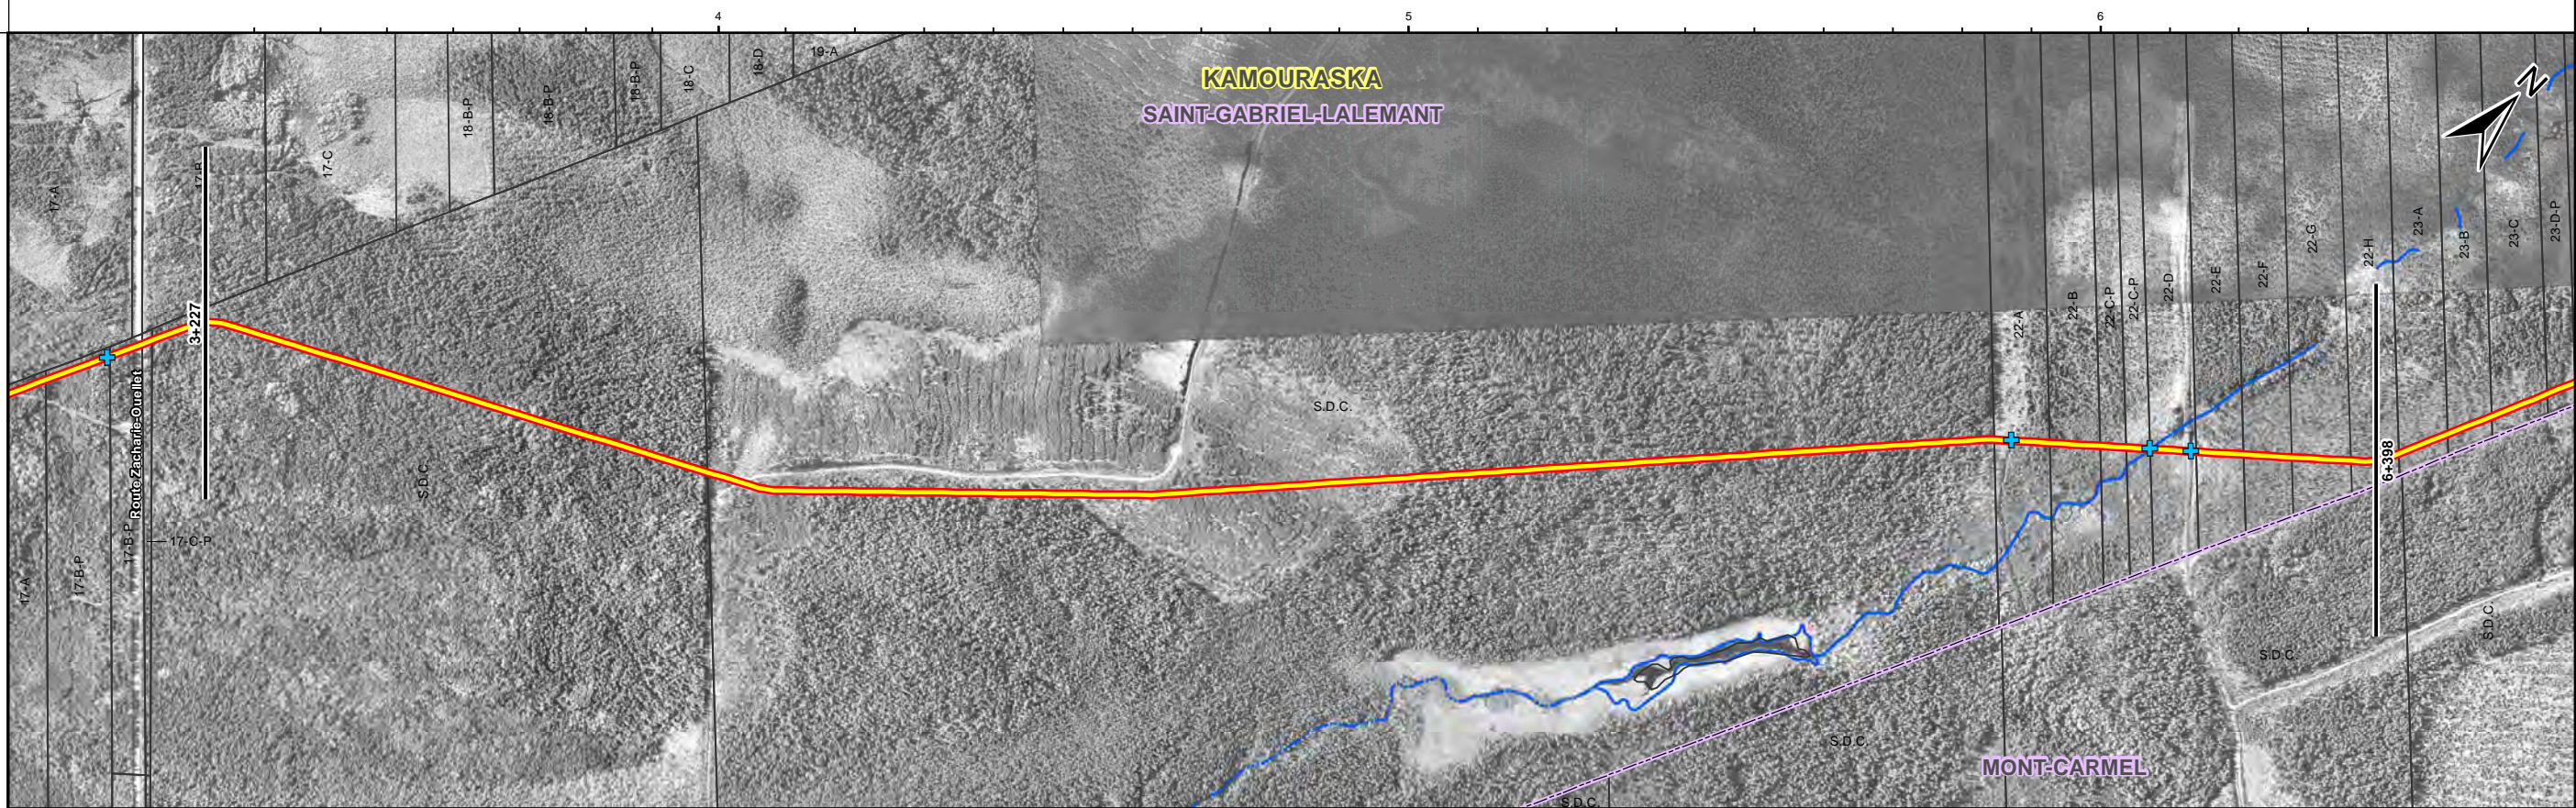 4
5
6
KAMOURASKA
SAINT-GABRIEL-LALEMANT
N
17-A
17-B
17-C
18-B-P
18-B-P
18-B-P
18-C
18-D
19-A
3+227
Route Zacharie-Ouellet
17-A
17-B-P
17-B-P
17-C-P
S.D.C.
S.D.C.
22-A
22-B
22-C-P
22-C-P
22-D
22-E
22-F
22-G
22-H
23-A
23-B
23-C
23-D-P
6+398
S.D.C.
S.D.C.
S.D.C.
MONT-CARMEL
S.D.C.